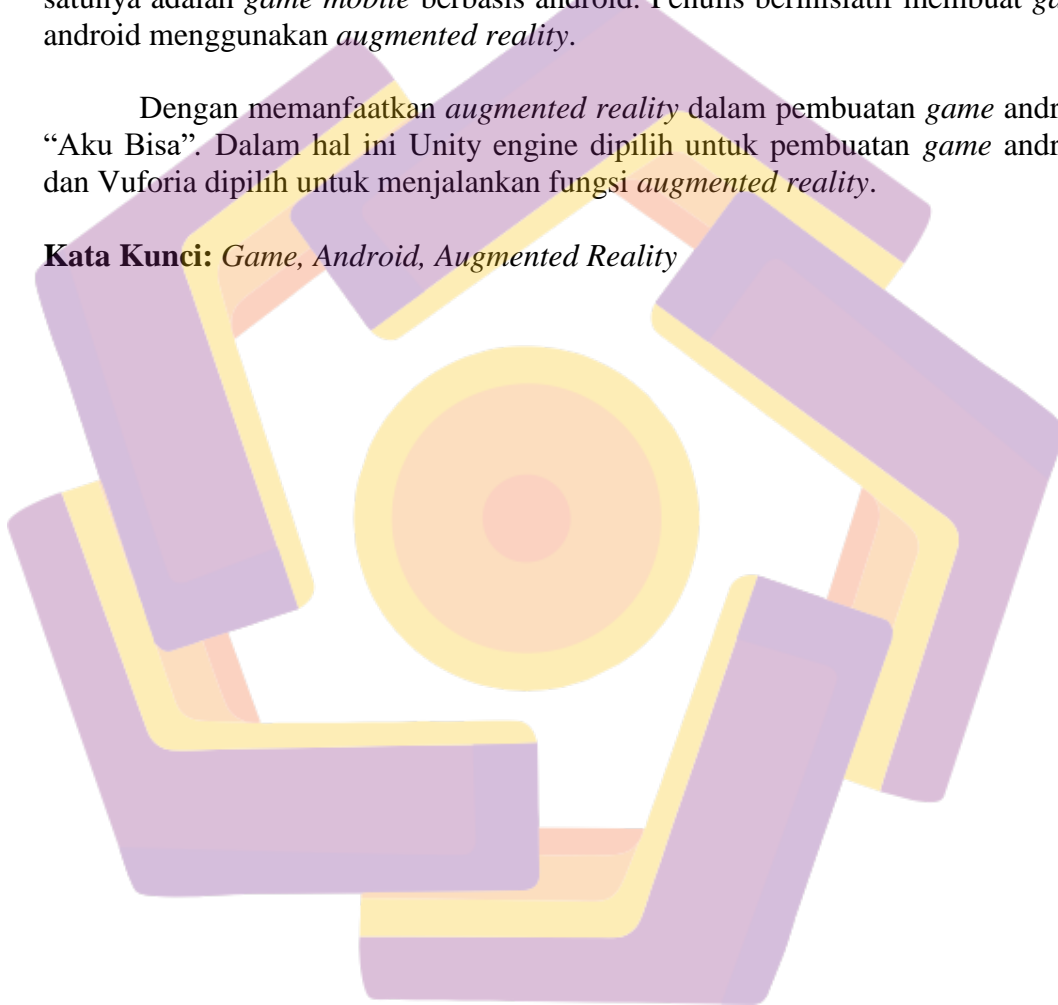 satunya adalah game mobile berbasis android. Penulis berinisiatif membuat
android menggunakan augmented reality.
Dengan memanfaatkan augmented reality dalam pembuatan game
“Aku Bisa”. Dalam hal ini Unity engine dipilih untuk pembuatan game
dan Vuforia dipilih untuk menjalankan fungsi augmented reality.
Kata Kunci: Game, Android, Augmented Reality